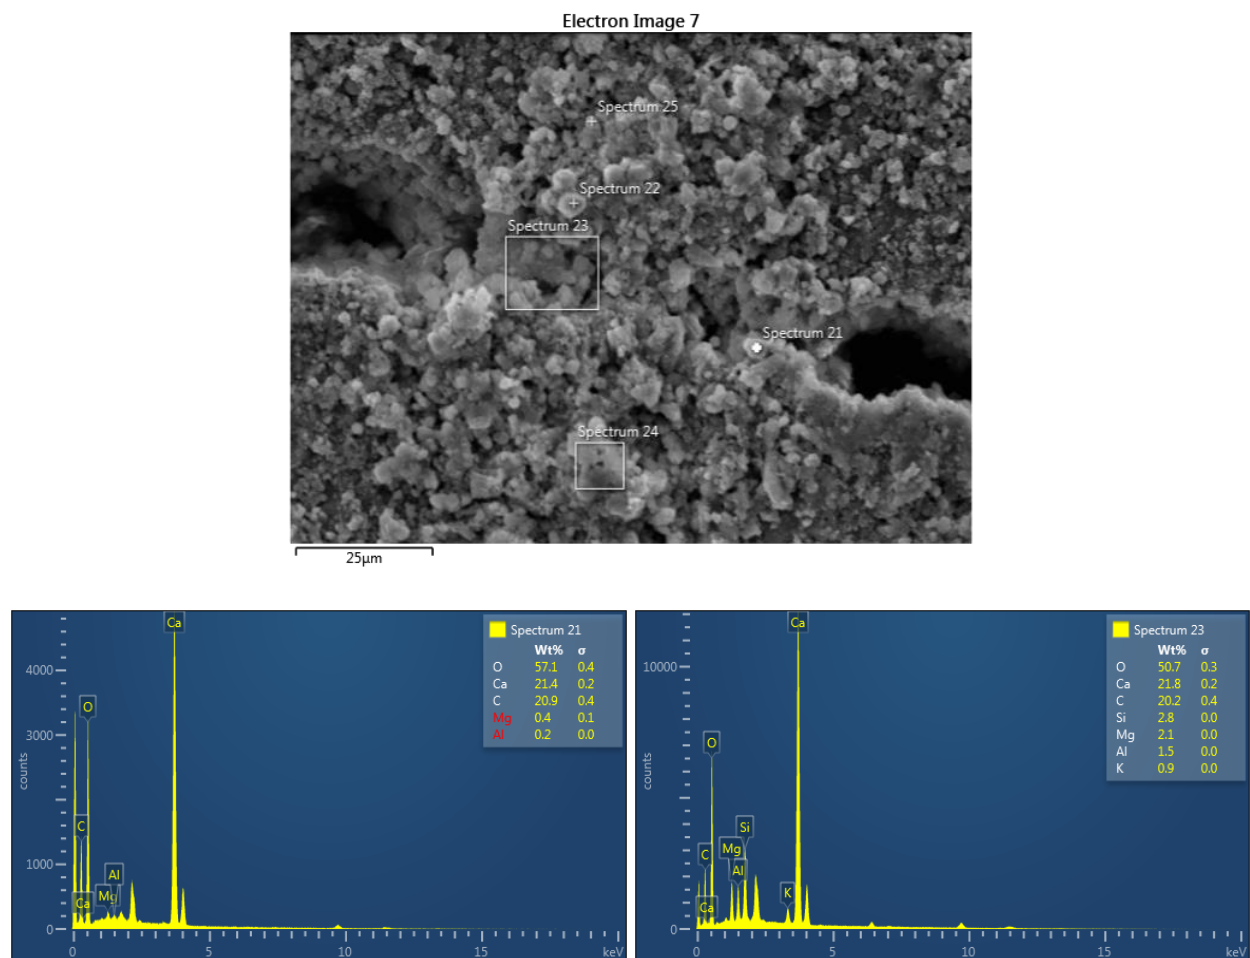 Electron Image 7
Spectrum 25
Spectrum 22
Spectrum 23
Spectrum 21
Spectrum 24
25µm
Ca
4000
3000
1000
0
counts
O
C
Ca
Mg
Al
0
5
10
15
keV
Spectrum 21
Wt% σ
O 57.1 0.4
Ca 21.4 0.2
C 20.9 0.4
Mg 0.4 0.1
Al 0.2 0.0
Ca
10000
0
counts
O
C
Ca
Mg
Al
Si
K
0
5
10
15
keV
Spectrum 23
Wt% σ
O 50.7 0.3
Ca 21.8 0.2
C 20.2 0.4
Si 2.8 0.0
Mg 2.1 0.0
Al 1.5 0.0
K 0.9 0.0